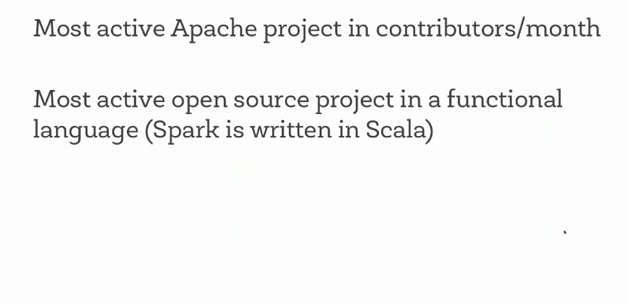 Most active Apache project in contributors/month
Most active open source project in a functional
language (Spark is written in Scala)